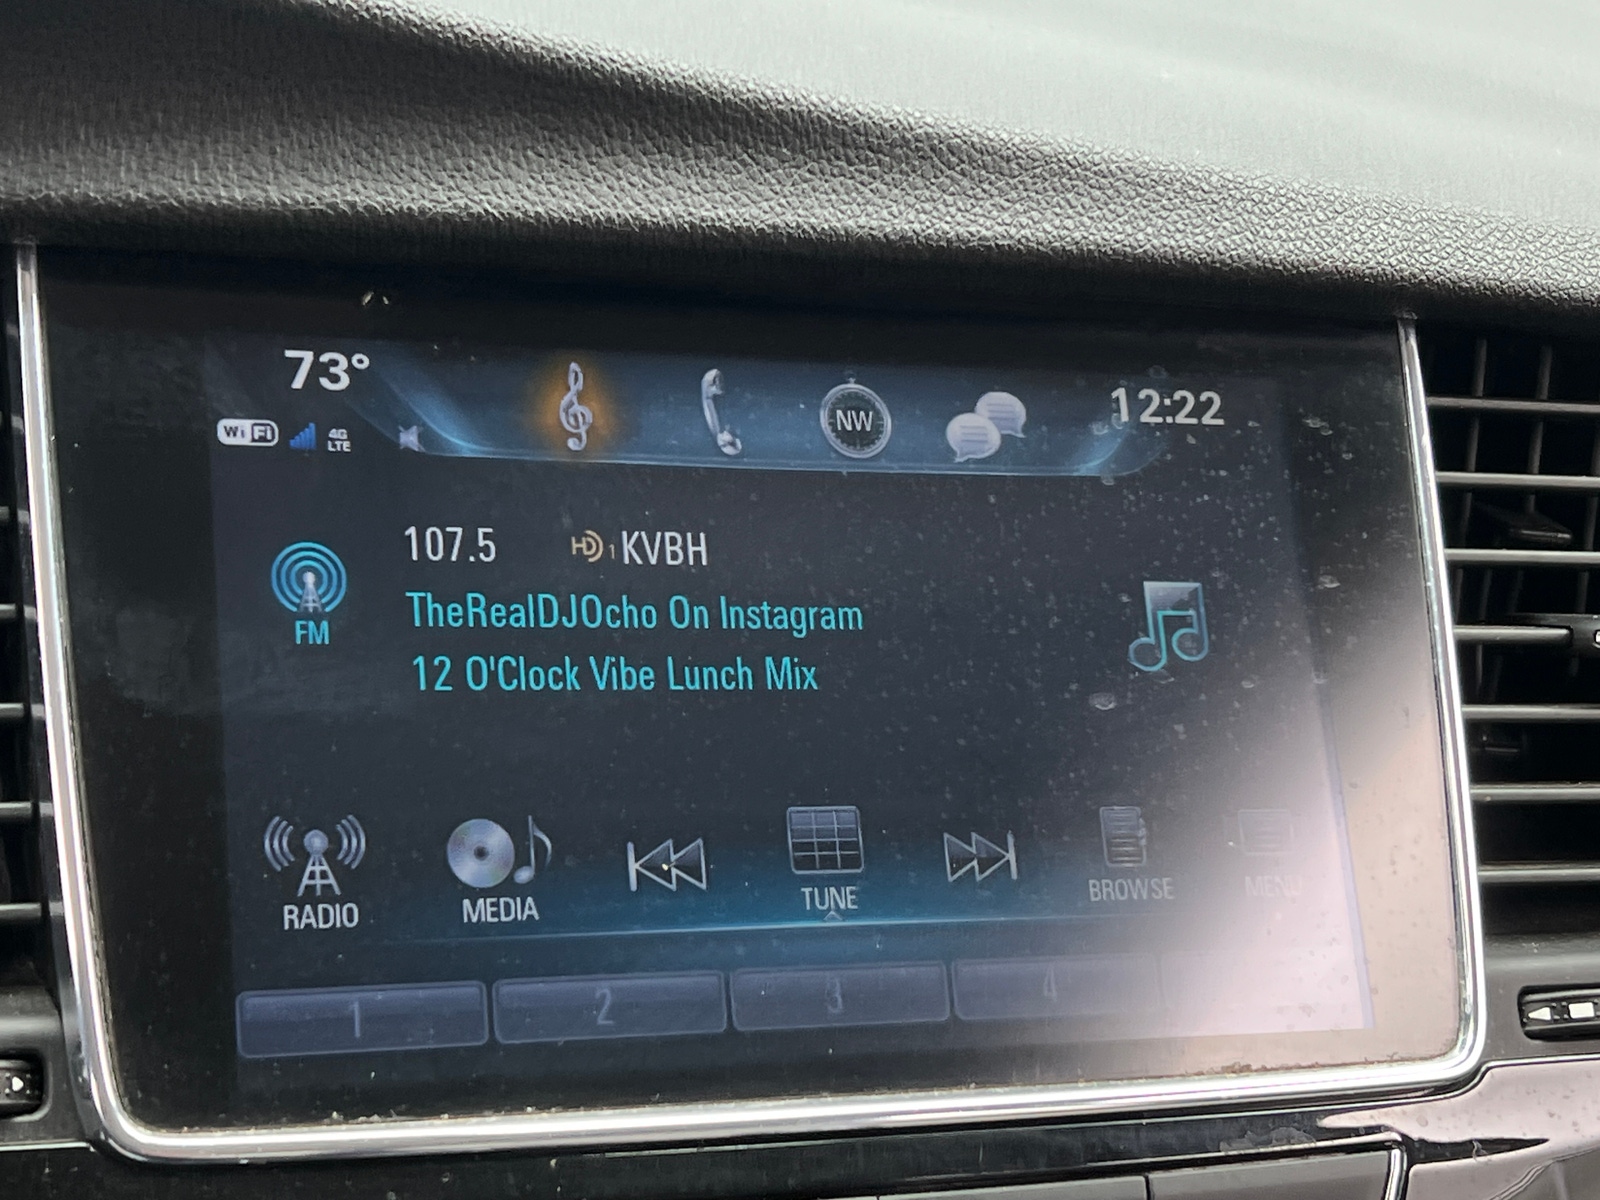 73°
NW
12:22
WiFi
4G
LTE
107.5 HD 1 KVBH
TheRealDJOcho On Instagram
FM
12 O'Clock Vibe Lunch Mix
RADIO
MEDIA
TUNE
BROWSE
MENU
1
2
3
4